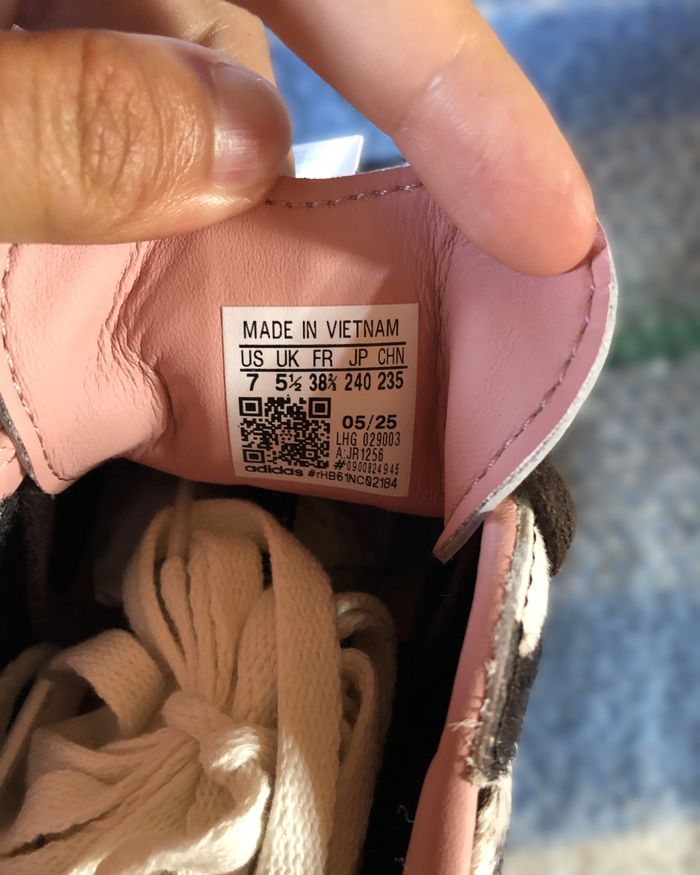 MADE IN VIETNAM
US UK FR JP CHN
7 5½ 38⅔ 240 235
05/25
LHG 029003
A:JR1256
#0900824945
adidas #rHB61NC02184